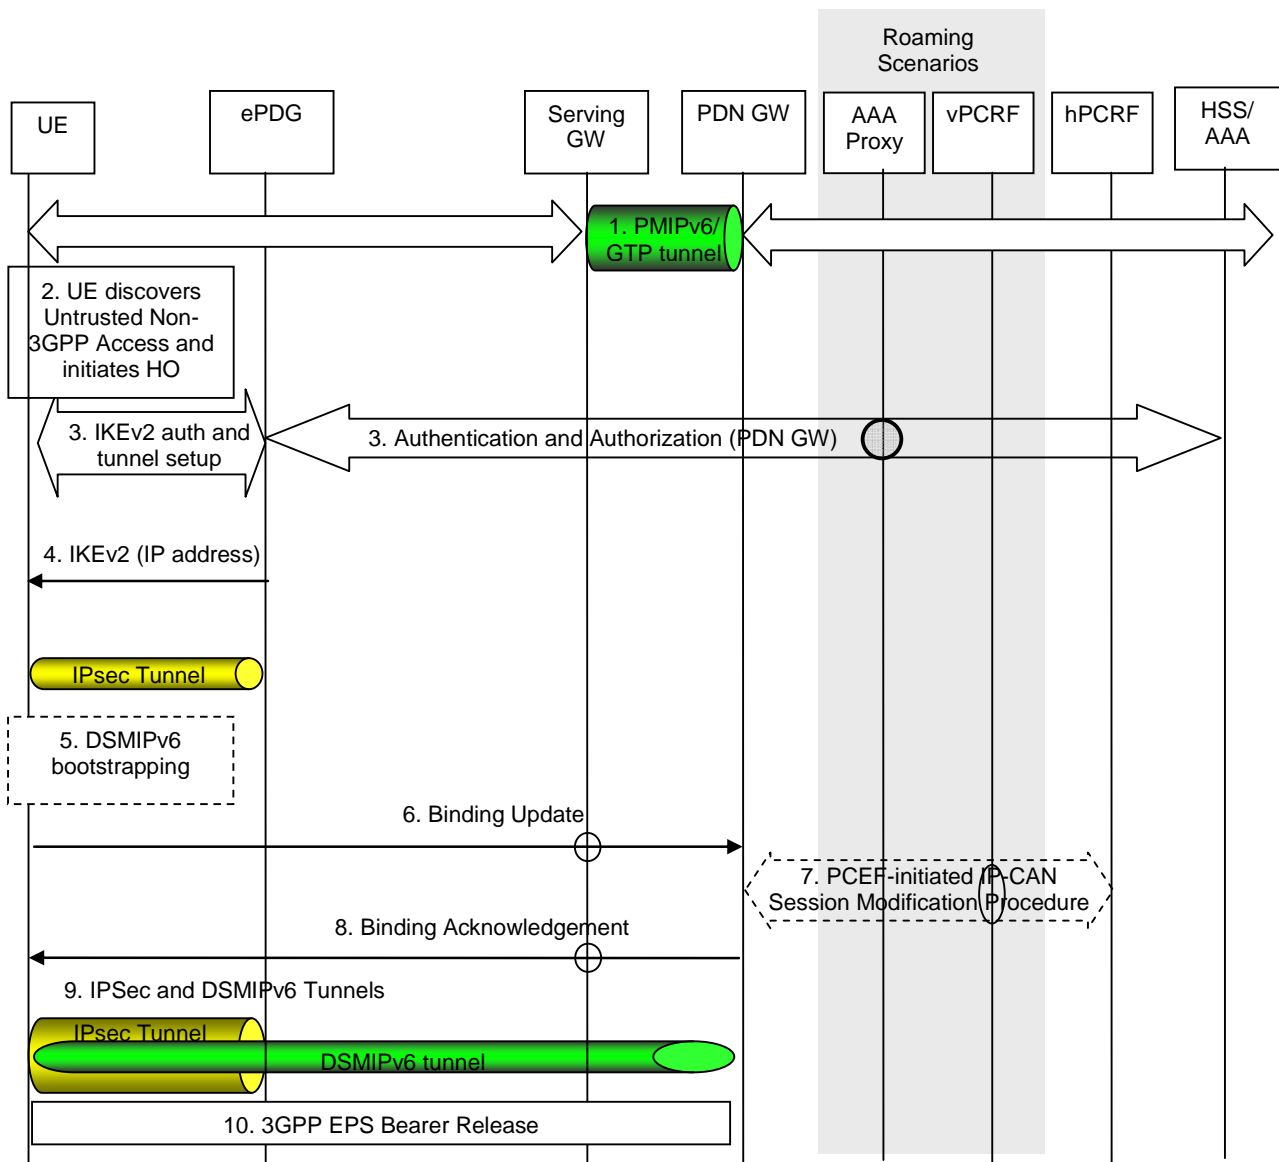 Roaming
Scenarios
UE
ePDG
Serving
GW
PDN GW
AAA
Proxy
vPCRF
hPCRF
HSS/
AAA
1. PMIPv6/
GTP tunnel
2. UE discovers
Untrusted Non-
3GPP Access and
initiates HO
3. IKEv2 auth and
tunnel setup
3. Authentication and Authorization (PDN GW)
4. IKEv2 (IP address)
IPsec Tunnel
5. DSMIPv6
bootstrapping
6. Binding Update
7. PCEF-initiated IP-CAN
Session Modification Procedure
8. Binding Acknowledgement
9. IPSec and DSMIPv6 Tunnels
IPsec Tunnel
DSMIPv6 tunnel
10. 3GPP EPS Bearer Release